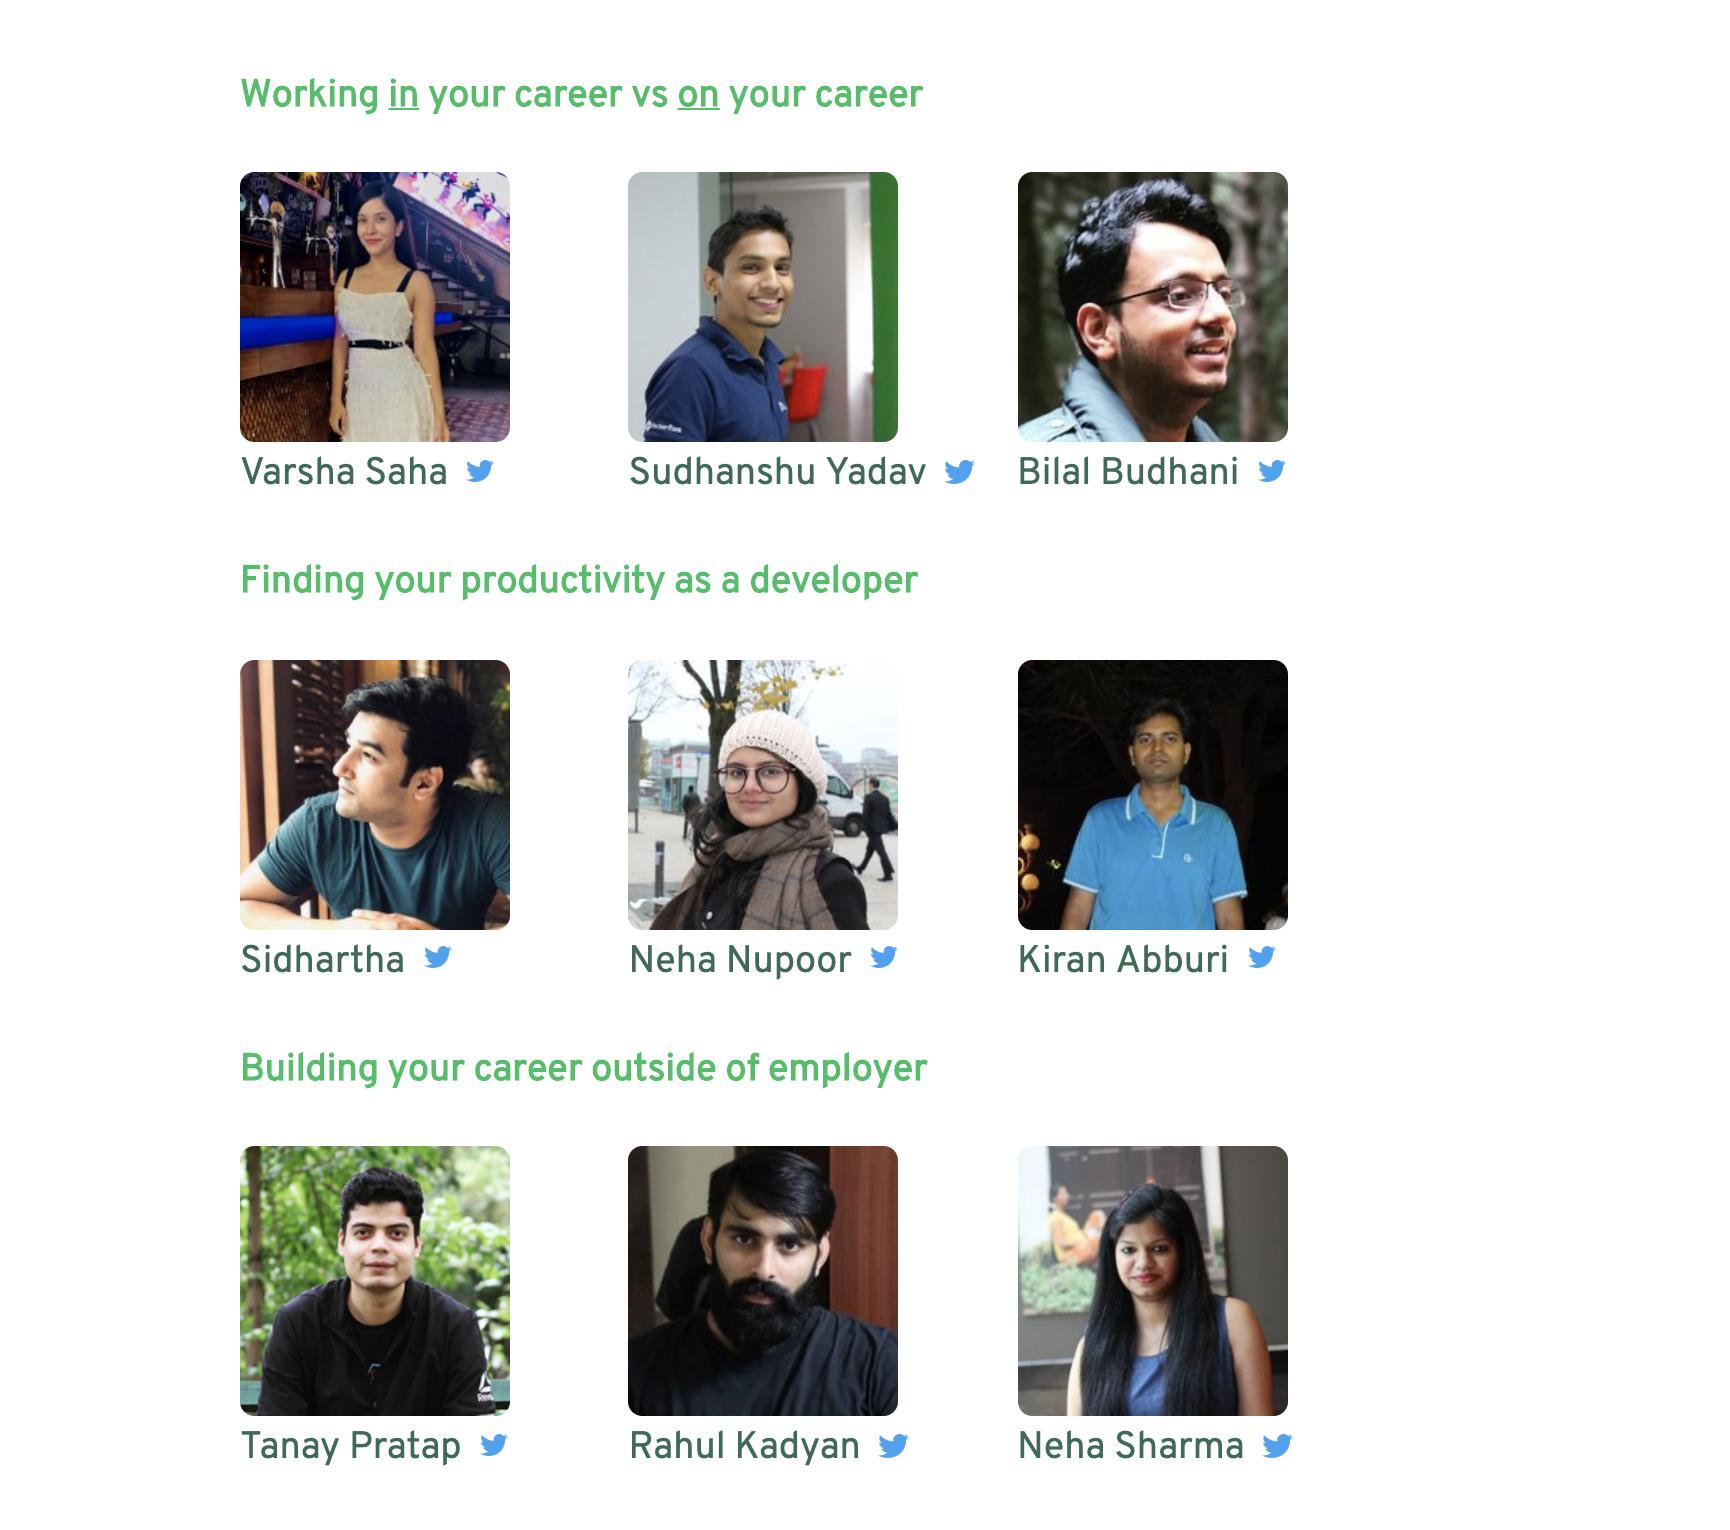 Working in your career vs on your career
Varsha Saha
Sudhanshu Yadav
Bilal Budhani
Finding your productivity as a developer
Sidhartha
Neha Nupoor
Kiran Abburi
Building your career outside of employer
Tanay Pratap
Rahul Kadyan
Neha Sharma